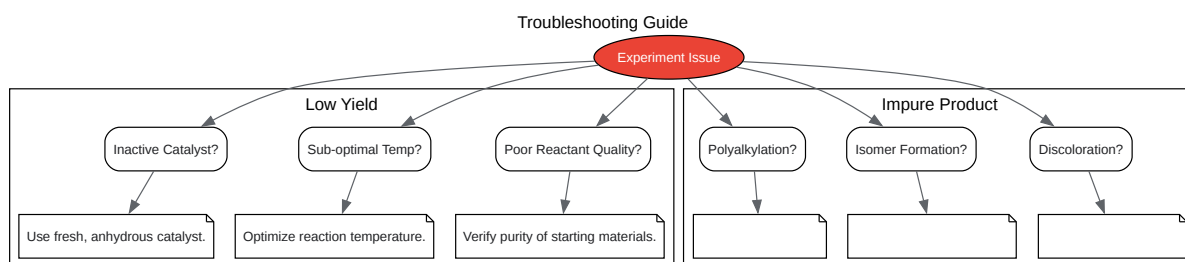 Troubleshooting Guide
Experiment Issue
Low Yield
Impure Product
Inactive Catalyst?
Sub-optimal Temp?
Poor Reactant Quality?
Polyalkylation?
Isomer Formation?
Discoloration?
Use fresh, anhydrous catalyst.
Optimize reaction temperature.
Verify purity of starting materials.